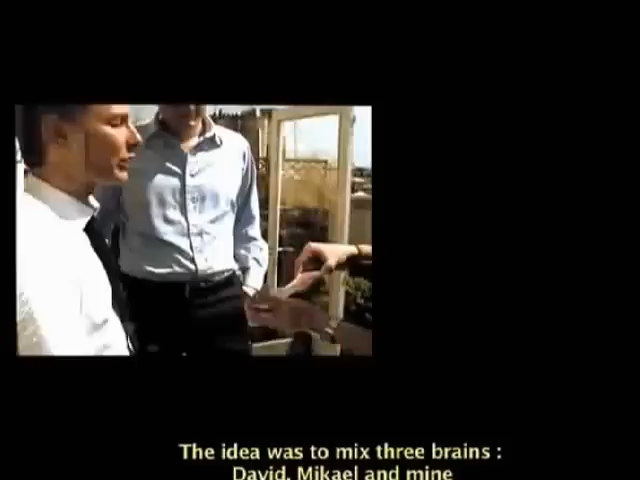 The idea was to mix three brains :
David, Mikael and mine